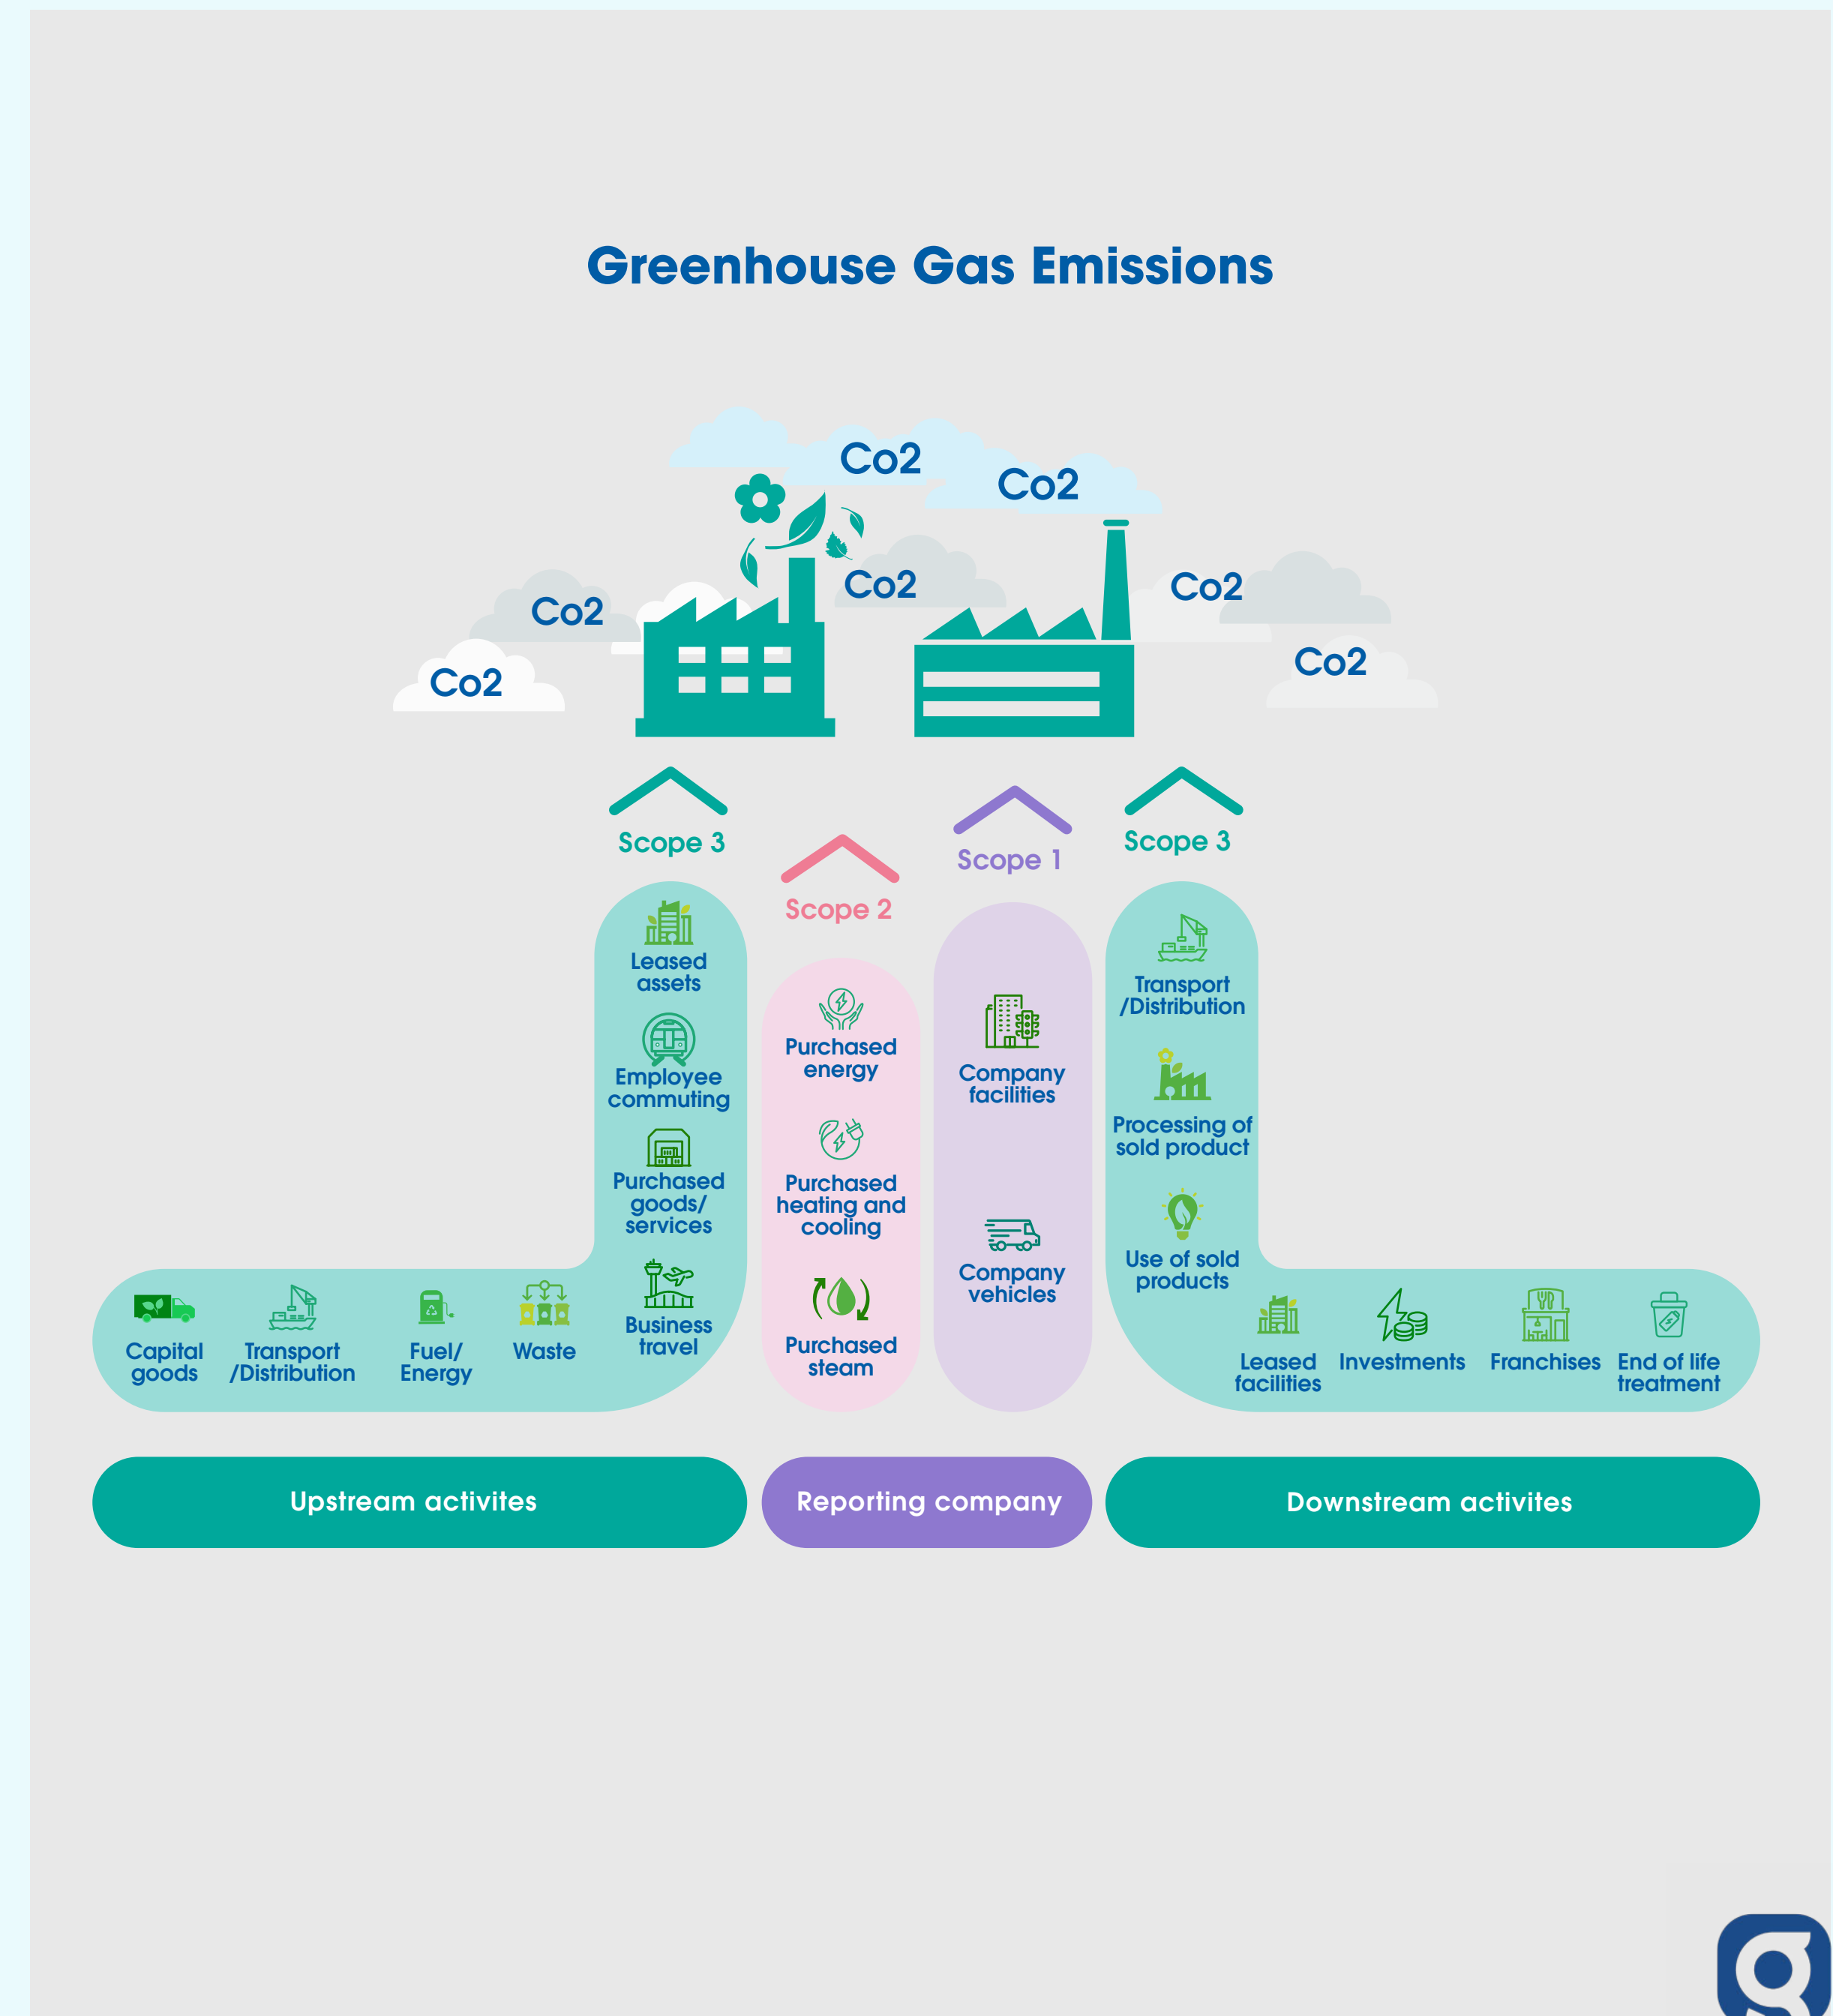 Greenhouse Gas Emissions
Co2
Co2
Co2
Co2
Co2
Co2
Co2
Scope 3
Leased
assets
Employee
commuting
Purchased
goods/
services
Business
travel
Capital
goods
Transport
/Distribution
Fuel/
Energy
Waste
Scope 2
Purchased
energy
Purchased
heating and
cooling
Purchased
steam
Scope 1
Company
facilities
Company
vehicles
Scope 3
Transport
/Distribution
Processing of
sold product
Use of sold
products
Leased
facilities
Investments
Franchises
End of life
treatment
Upstream activites
Reporting company
Downstream activites
g